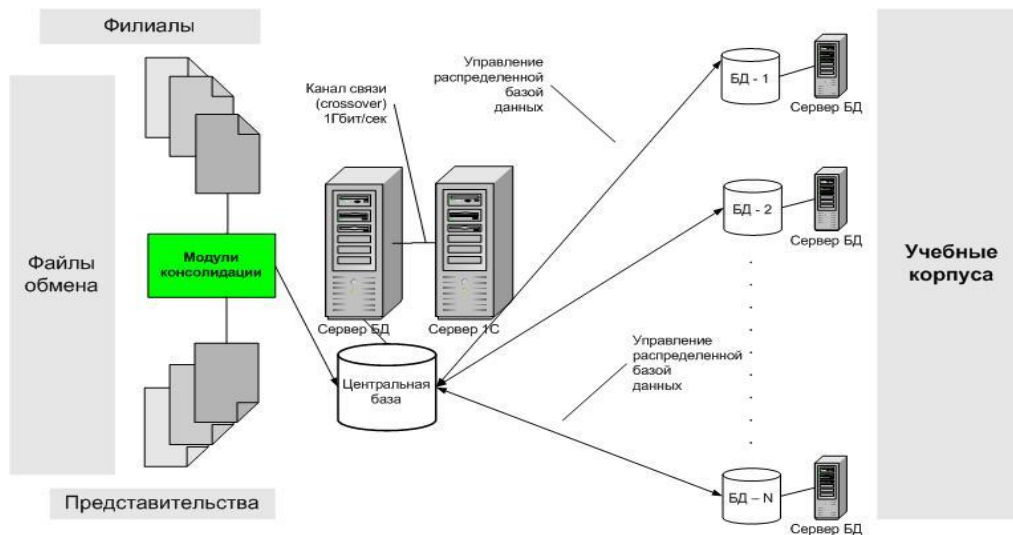 Филиалы
Файлы
обмена
Модули
консолидации
Представительства
Канал связи
(crossover)
1Гбит/сек
Сервер БД
Сервер 1С
Центральная
база
Управление
распределенной
базой
данных
Управление
распределенной
базой
данных
БД - 1
Сервер БД
БД - 2
Сервер БД
БД – N
Сервер БД
Учебные
корпуса